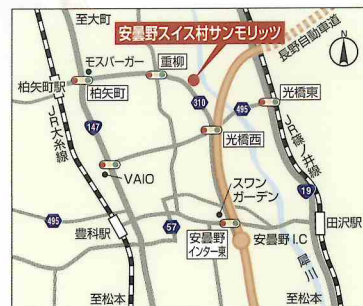 至大町
安曇野スイス村サンモリッツ
長野自動車道
モスバーガー
重柳
柏矢町駅
柏矢町
310
495
光橋東
JR大糸線
147
光橋西
JR篠ノ井線
VAIO
スワン
ガーデン
19
495
豊科駅
57
安曇野
インター東
安曇野I.C
田沢駅
犀川
至松本
至松本